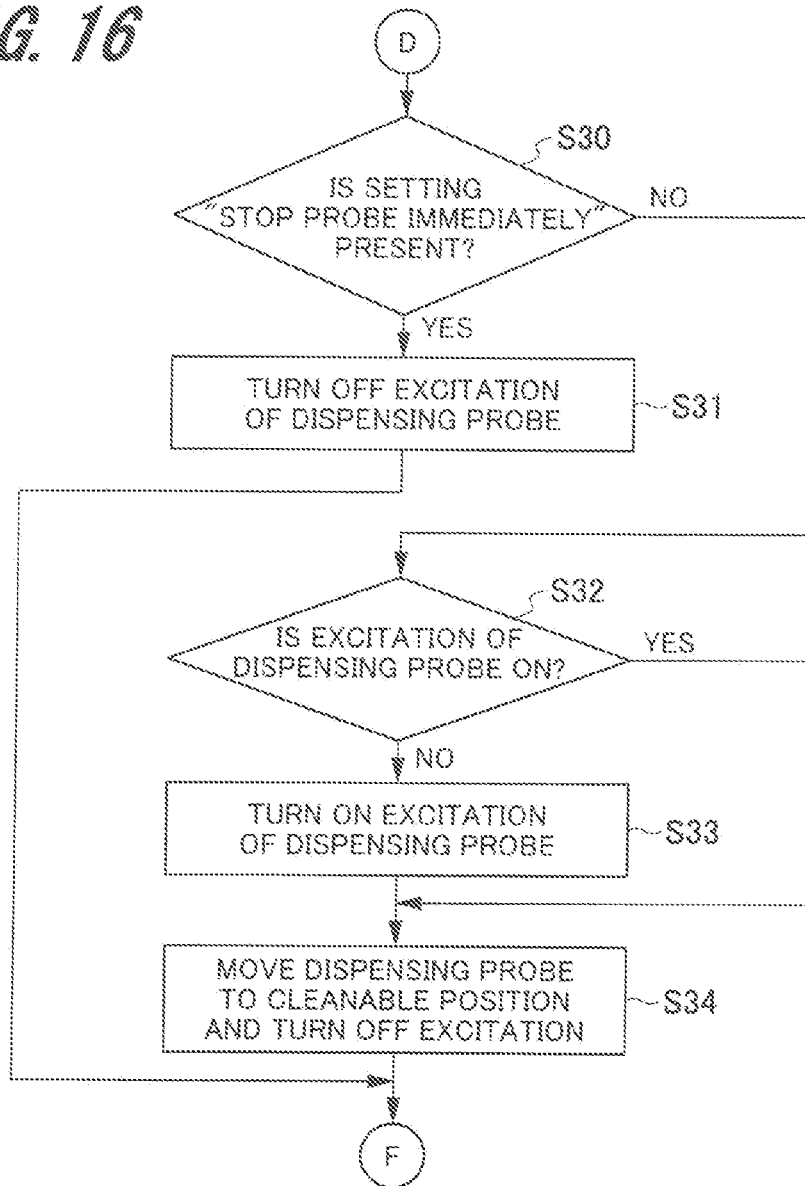 G. 16
D
S30
IS SETTING
"STOP PROBE IMMEDIATELY"
PRESENT?
NO
YES
TURN OFF EXCITATION
OF DISPENSING PROBE
S31
S32
IS EXCITATION OF
DISPENSING PROBE ON?
YES
NO
TURN ON EXCITATION
OF DISPENSING PROBE
S33
MOVE DISPENSING PROBE
TO CLEANABLE POSITION
AND TURN OFF EXCITATION
S34
F